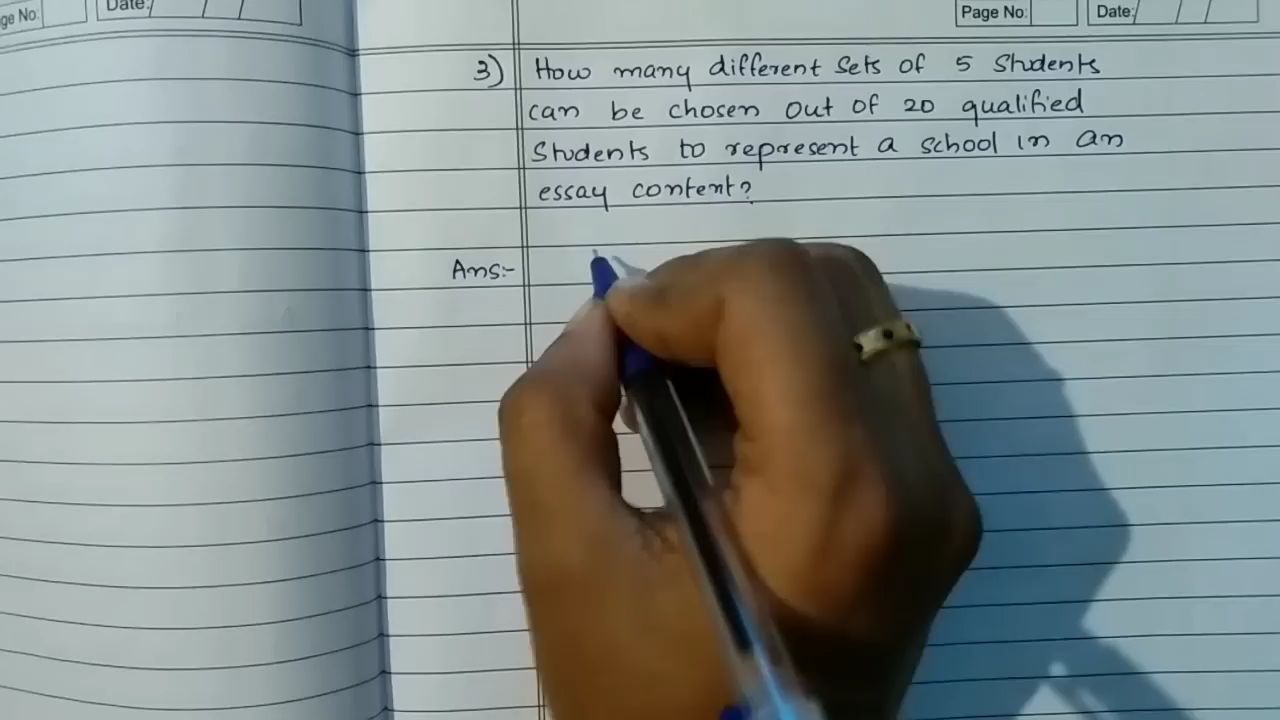 ge No:
Date:
Page No:
Date:
3) How many different Sets of 5 Students
can be chosen out of 20 qualified
Students to represent a school in an
essay content?
Ans:-